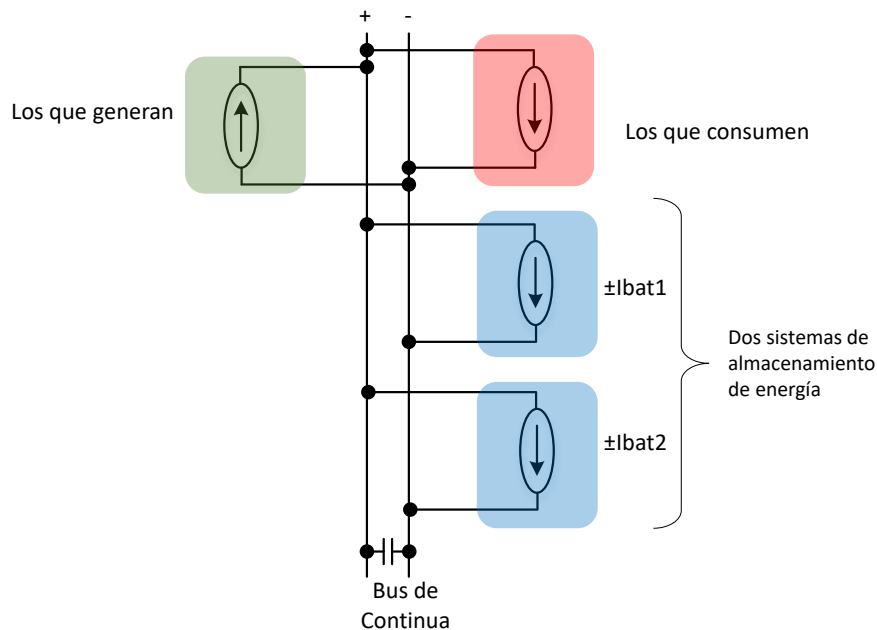 + -
Los que generan
Los que consumen
±Ibat1
Dos sistemas de
almacenamiento
de energía
±Ibat2
Bus de
Continua